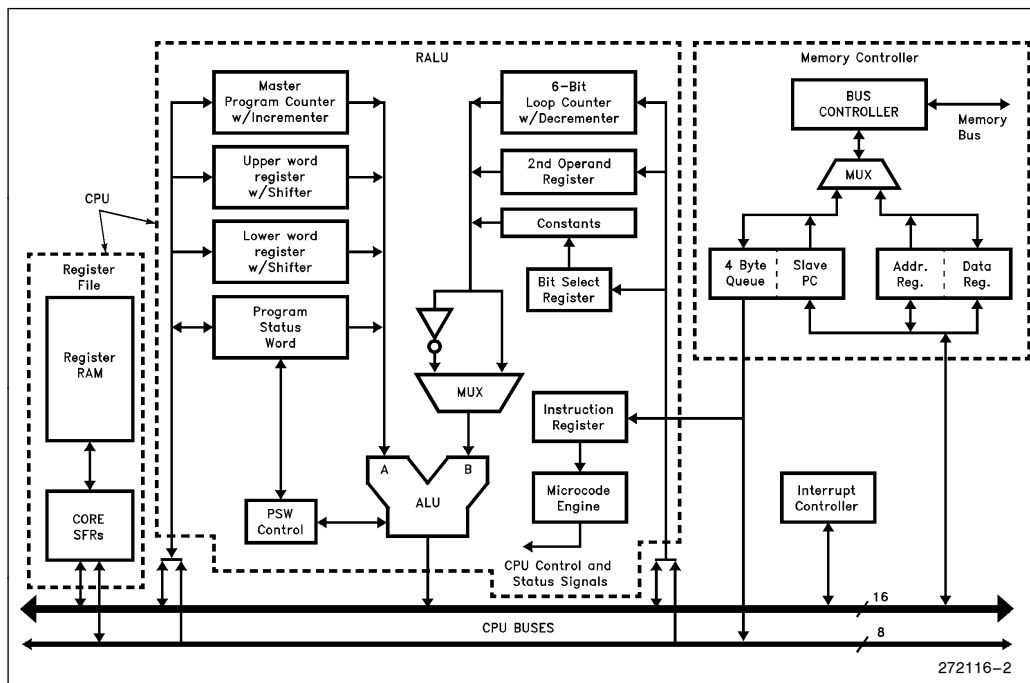 RALU
Memory Controller
Master
Program Counter
w/Incrementer
6-Bit
Loop Counter
w/Decrementer
BUS
CONTROLLER
Memory
Bus
Upper word
register
w/Shifter
2nd Operand
Register
MUX
CPU
Constants
Lower word
register
w/Shifter
Register
File
4 Byte
Queue
Slave
PC
Addr.
Reg.
Data
Reg.
Bit Select
Register
Program
Status
Word
Register
RAM
MUX
Instruction
Register
A
B
ALU
Microcode
Engine
Interrupt
Controller
CORE
SFRs
PSW
Control
CPU Control and
Status Signals
16
CPU BUSES
8
272116-2